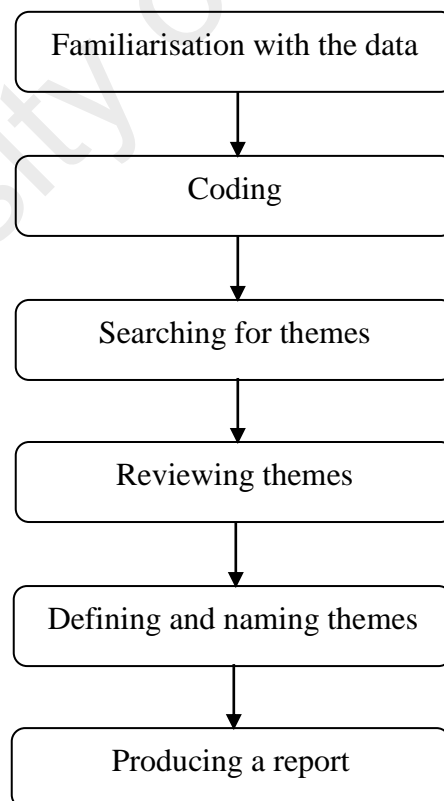 Familiarisation with the data
Coding
Searching for themes
Reviewing themes
Defining and naming themes
Producing a report